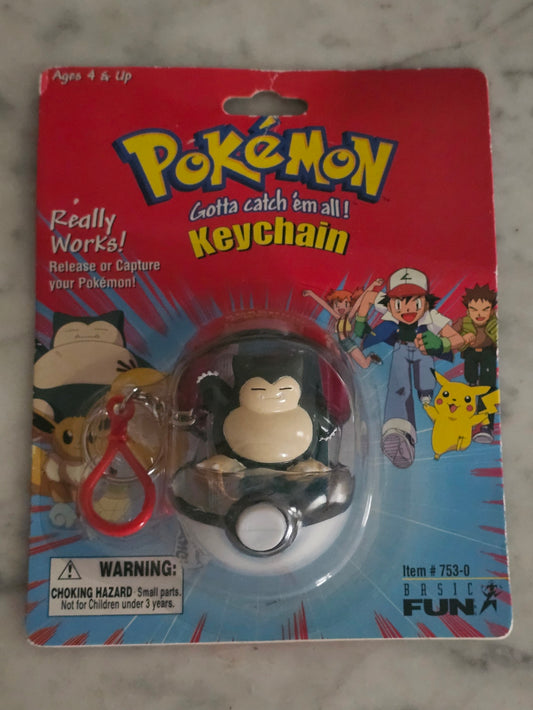 Ages 4 & Up
POKéMON
TM
Gotta catch 'em all!
Keychain
Really
Works!
Release or Capture
your Pokémon!
WARNING:
CHOKING HAZARD- Small parts.
Not for Children under 3 years.
Item # 753-0
BASIC
FUN